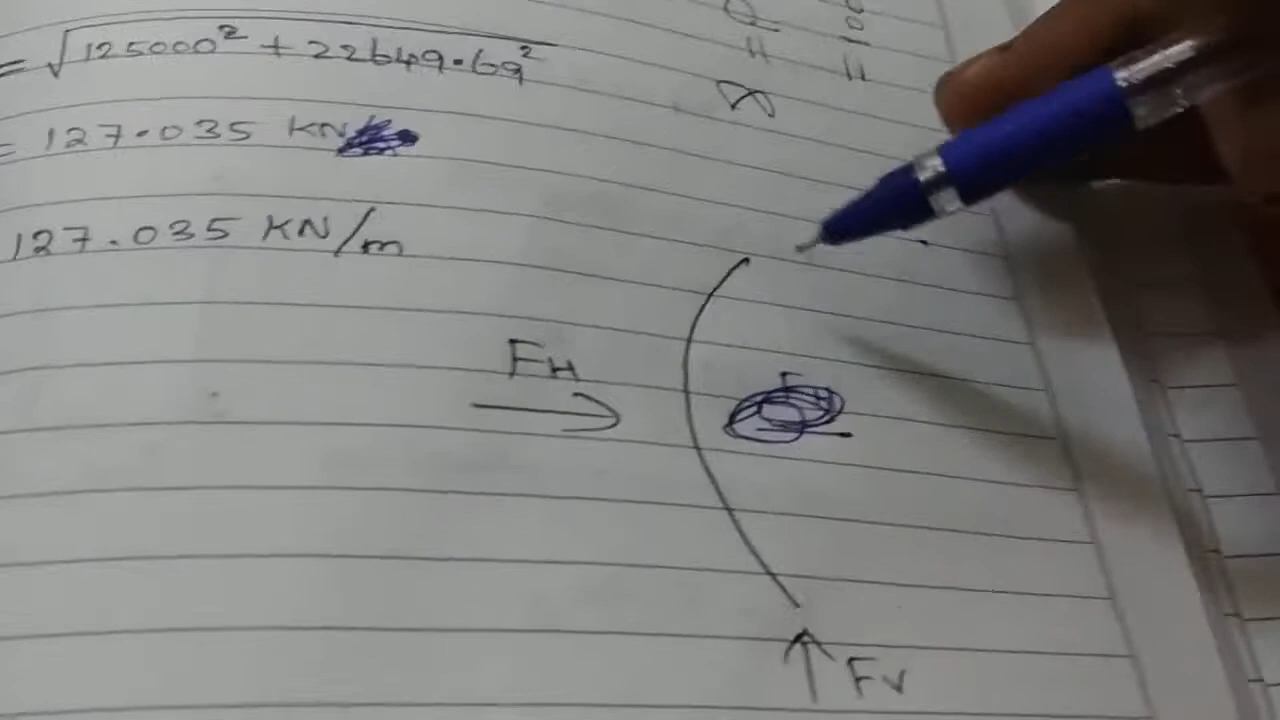 = √125000² + 22649.69²
= 127.035 KN
127.035 KN/m
FH
FV